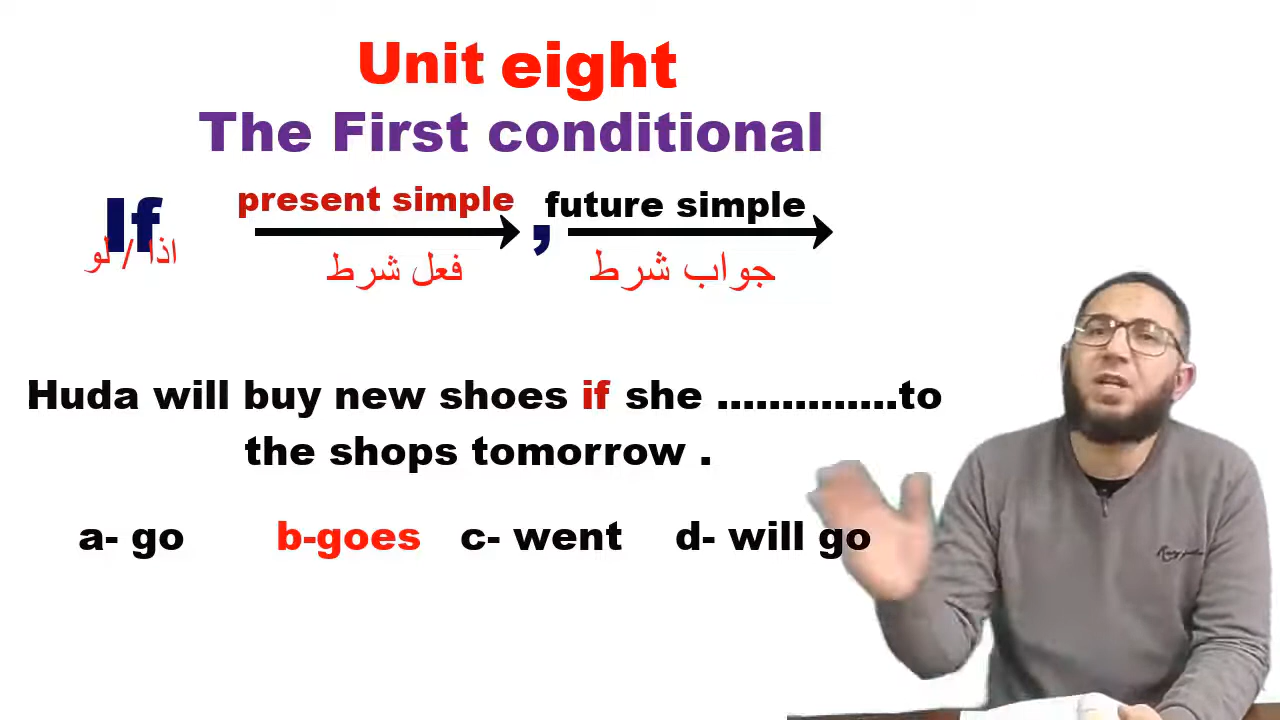 Unit eight
The First conditional
If present simple , future simple
اذا / لو فعل شرط جواب شرط
Huda will buy new shoes if she ..............to
the shops tomorrow .
a- go b-goes c- went d- will go